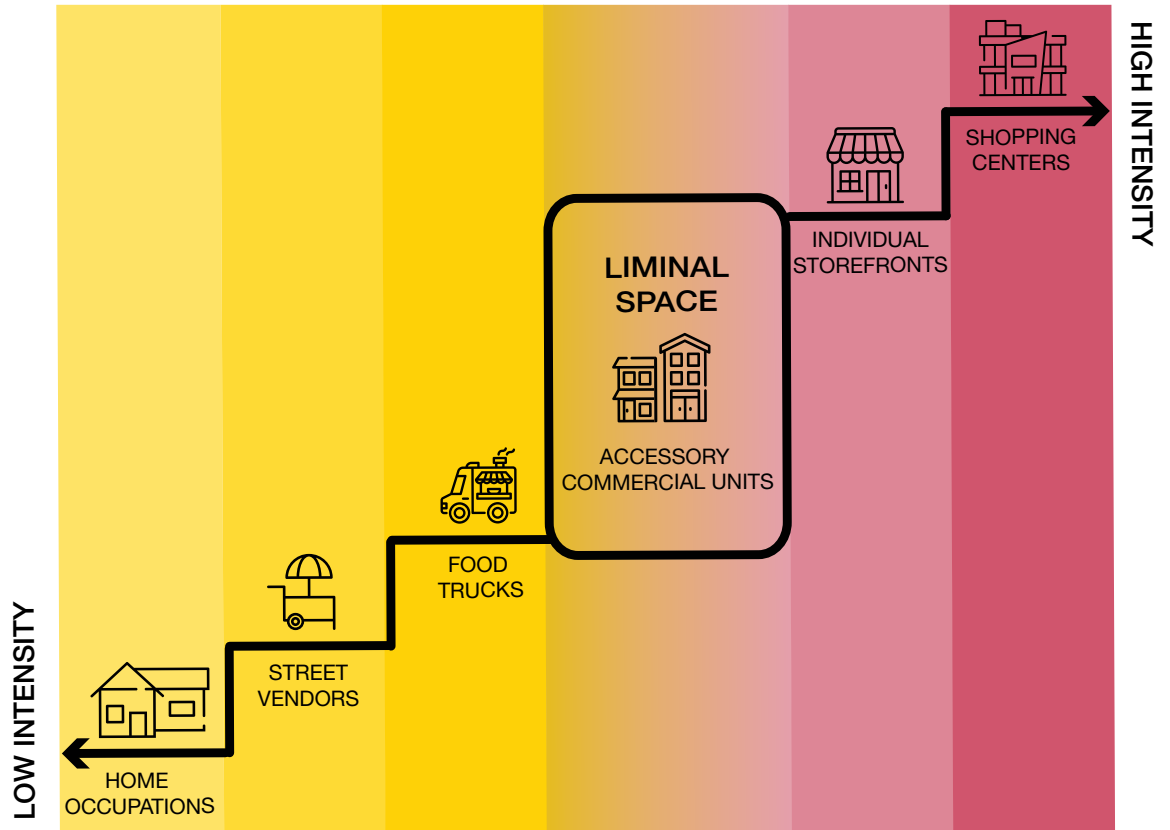 HIGH INTENSITY
SHOPPING
CENTERS
INDIVIDUAL
STOREFRONTS
LIMINAL
SPACE
ACCESSORY
COMMERCIAL UNITS
FOOD
TRUCKS
STREET
VENDORS
LOW INTENSITY
HOME
OCCUPATIONS